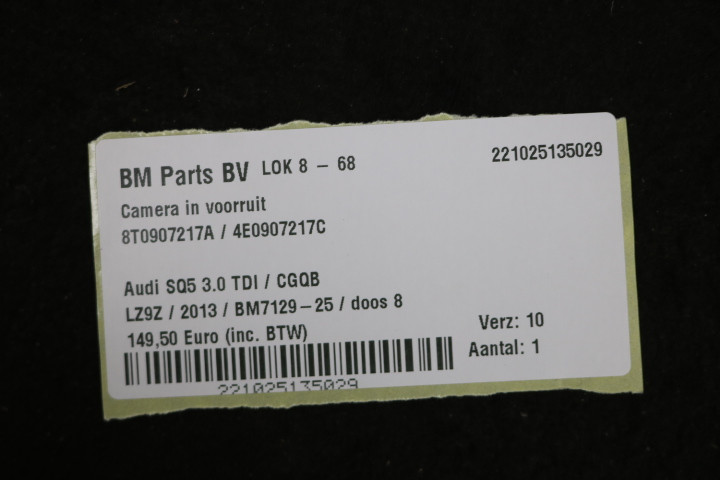 BM Parts BV LOK 8 – 68
221025135029
Camera in voorruit
8T0907217A / 4E0907217C
Audi SQ5 3.0 TDI / CGQB
LZ9Z / 2013 / BM7129–25 / doos 8
149,50 Euro (inc. BTW)
Verz: 10
Aantal: 1
221025135029